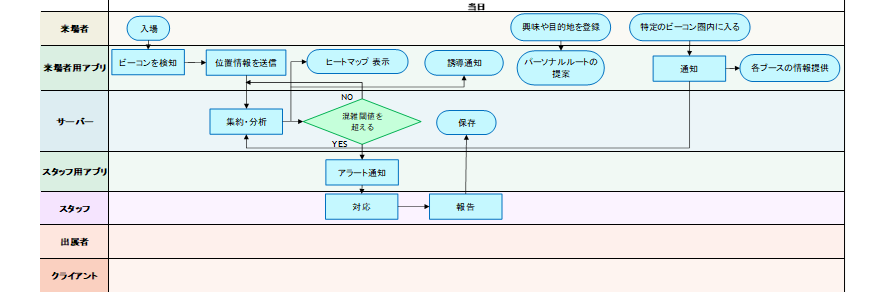 当日
来場者
入場
興味や目的地を登録
特定のビーコン圏内に入る
来場者用アプリ
ビーコンを検知
位置情報を送信
ヒートマップ 表示
誘導通知
パーソナルルートの
提案
通知
各ブースの情報提供
サーバー
集約・分析
NO
混雑閾値を
超える
YES
保存
スタッフ用アプリ
アラート通知
スタッフ
対応
報告
出展者
クライアント